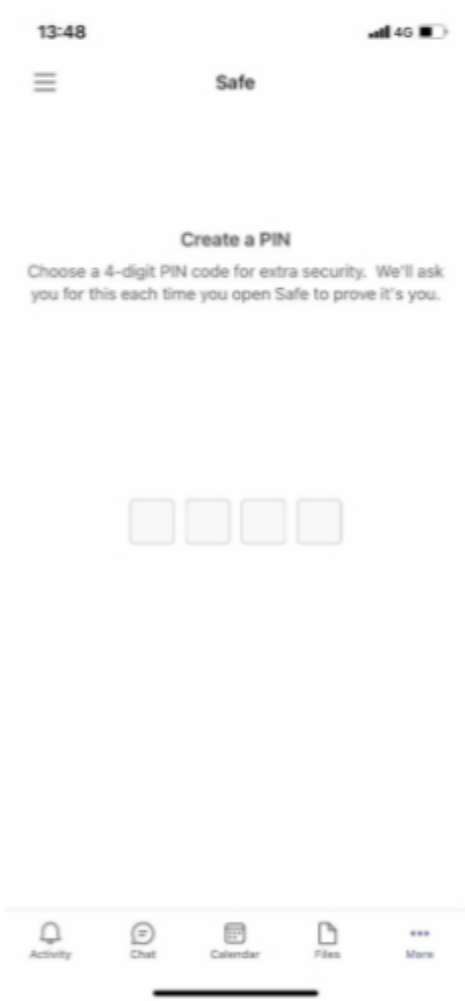 13:48
4G
Safe
Create a PIN
Choose a 4-digit PIN code for extra security.  We'll ask
you for this each time you open Safe to prove it's you.
Activity
Chat
Calendar
Files
More